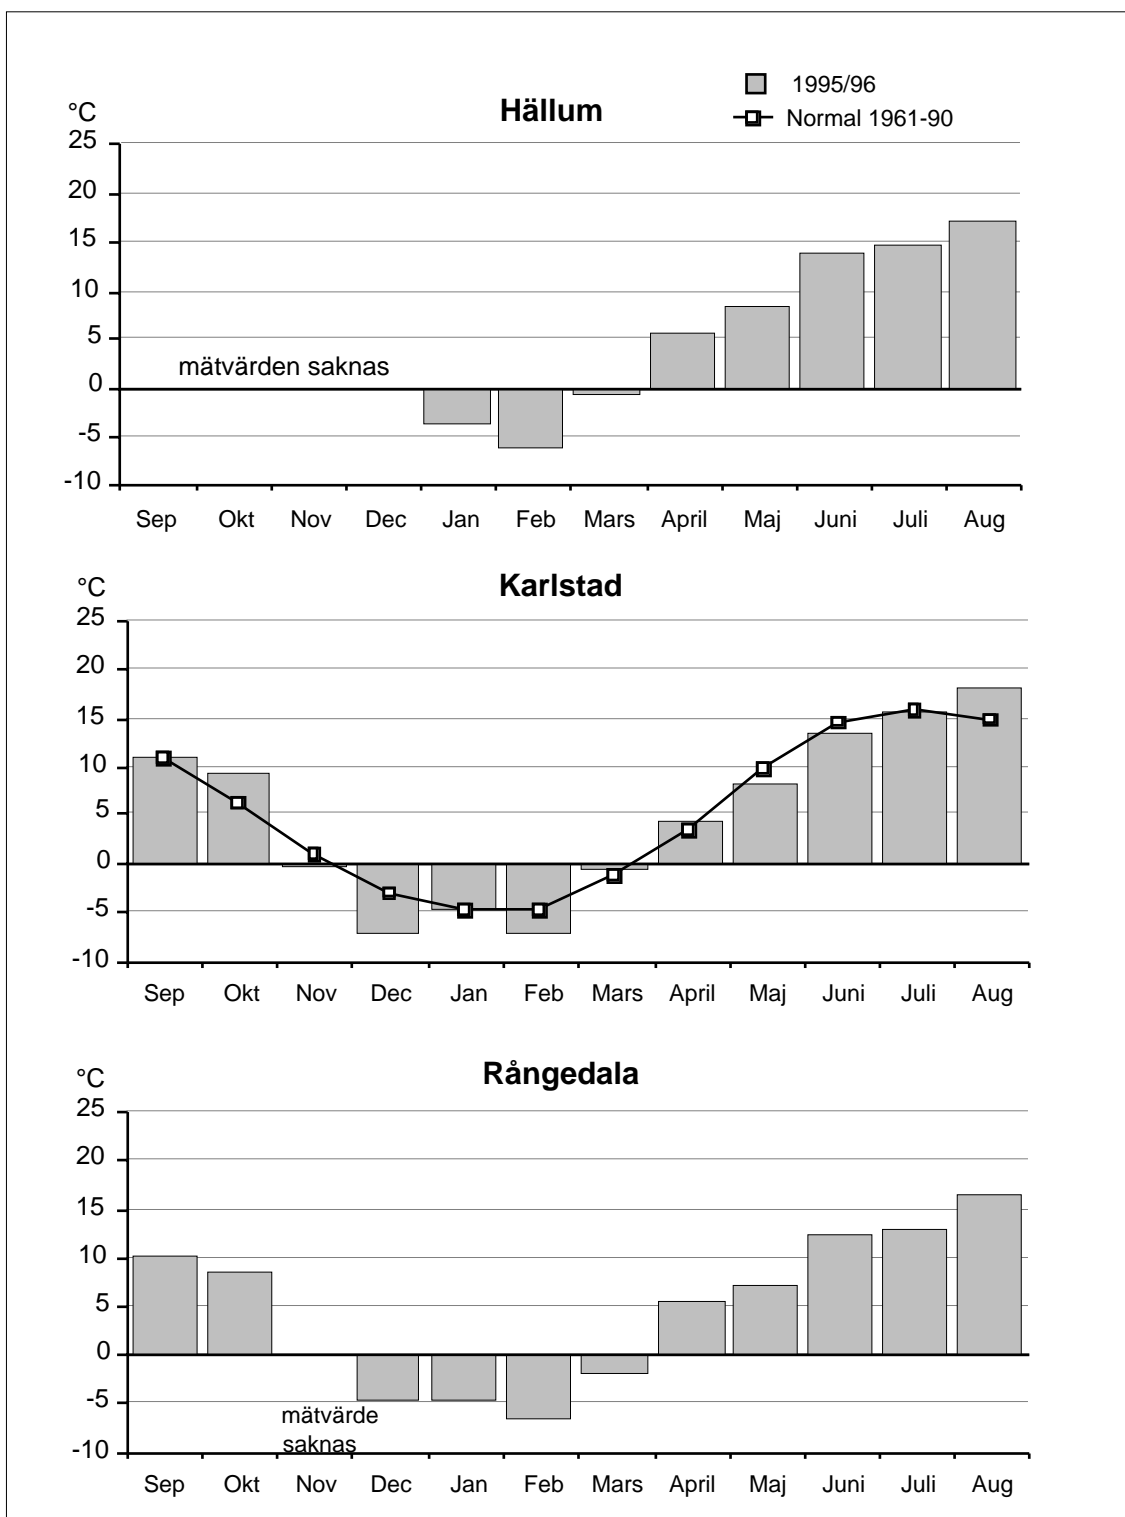 1995/96
°C
Hällum
Normal 1961-90
25
20
15
10
5
mätvärden saknas
0
-5
-10
Sep Okt Nov Dec Jan Feb Mars April Maj Juni Juli Aug
°C
Karlstad
25
20
15
10
5
0
-5
-10
Sep Okt Nov Dec Jan Feb Mars April Maj Juni Juli Aug
Rångedala
°C
25
20
15
10
5
0
-5
mätvärde
saknas
-10
Sep Okt Nov Dec Jan Feb Mars April Maj Juni Juli Aug